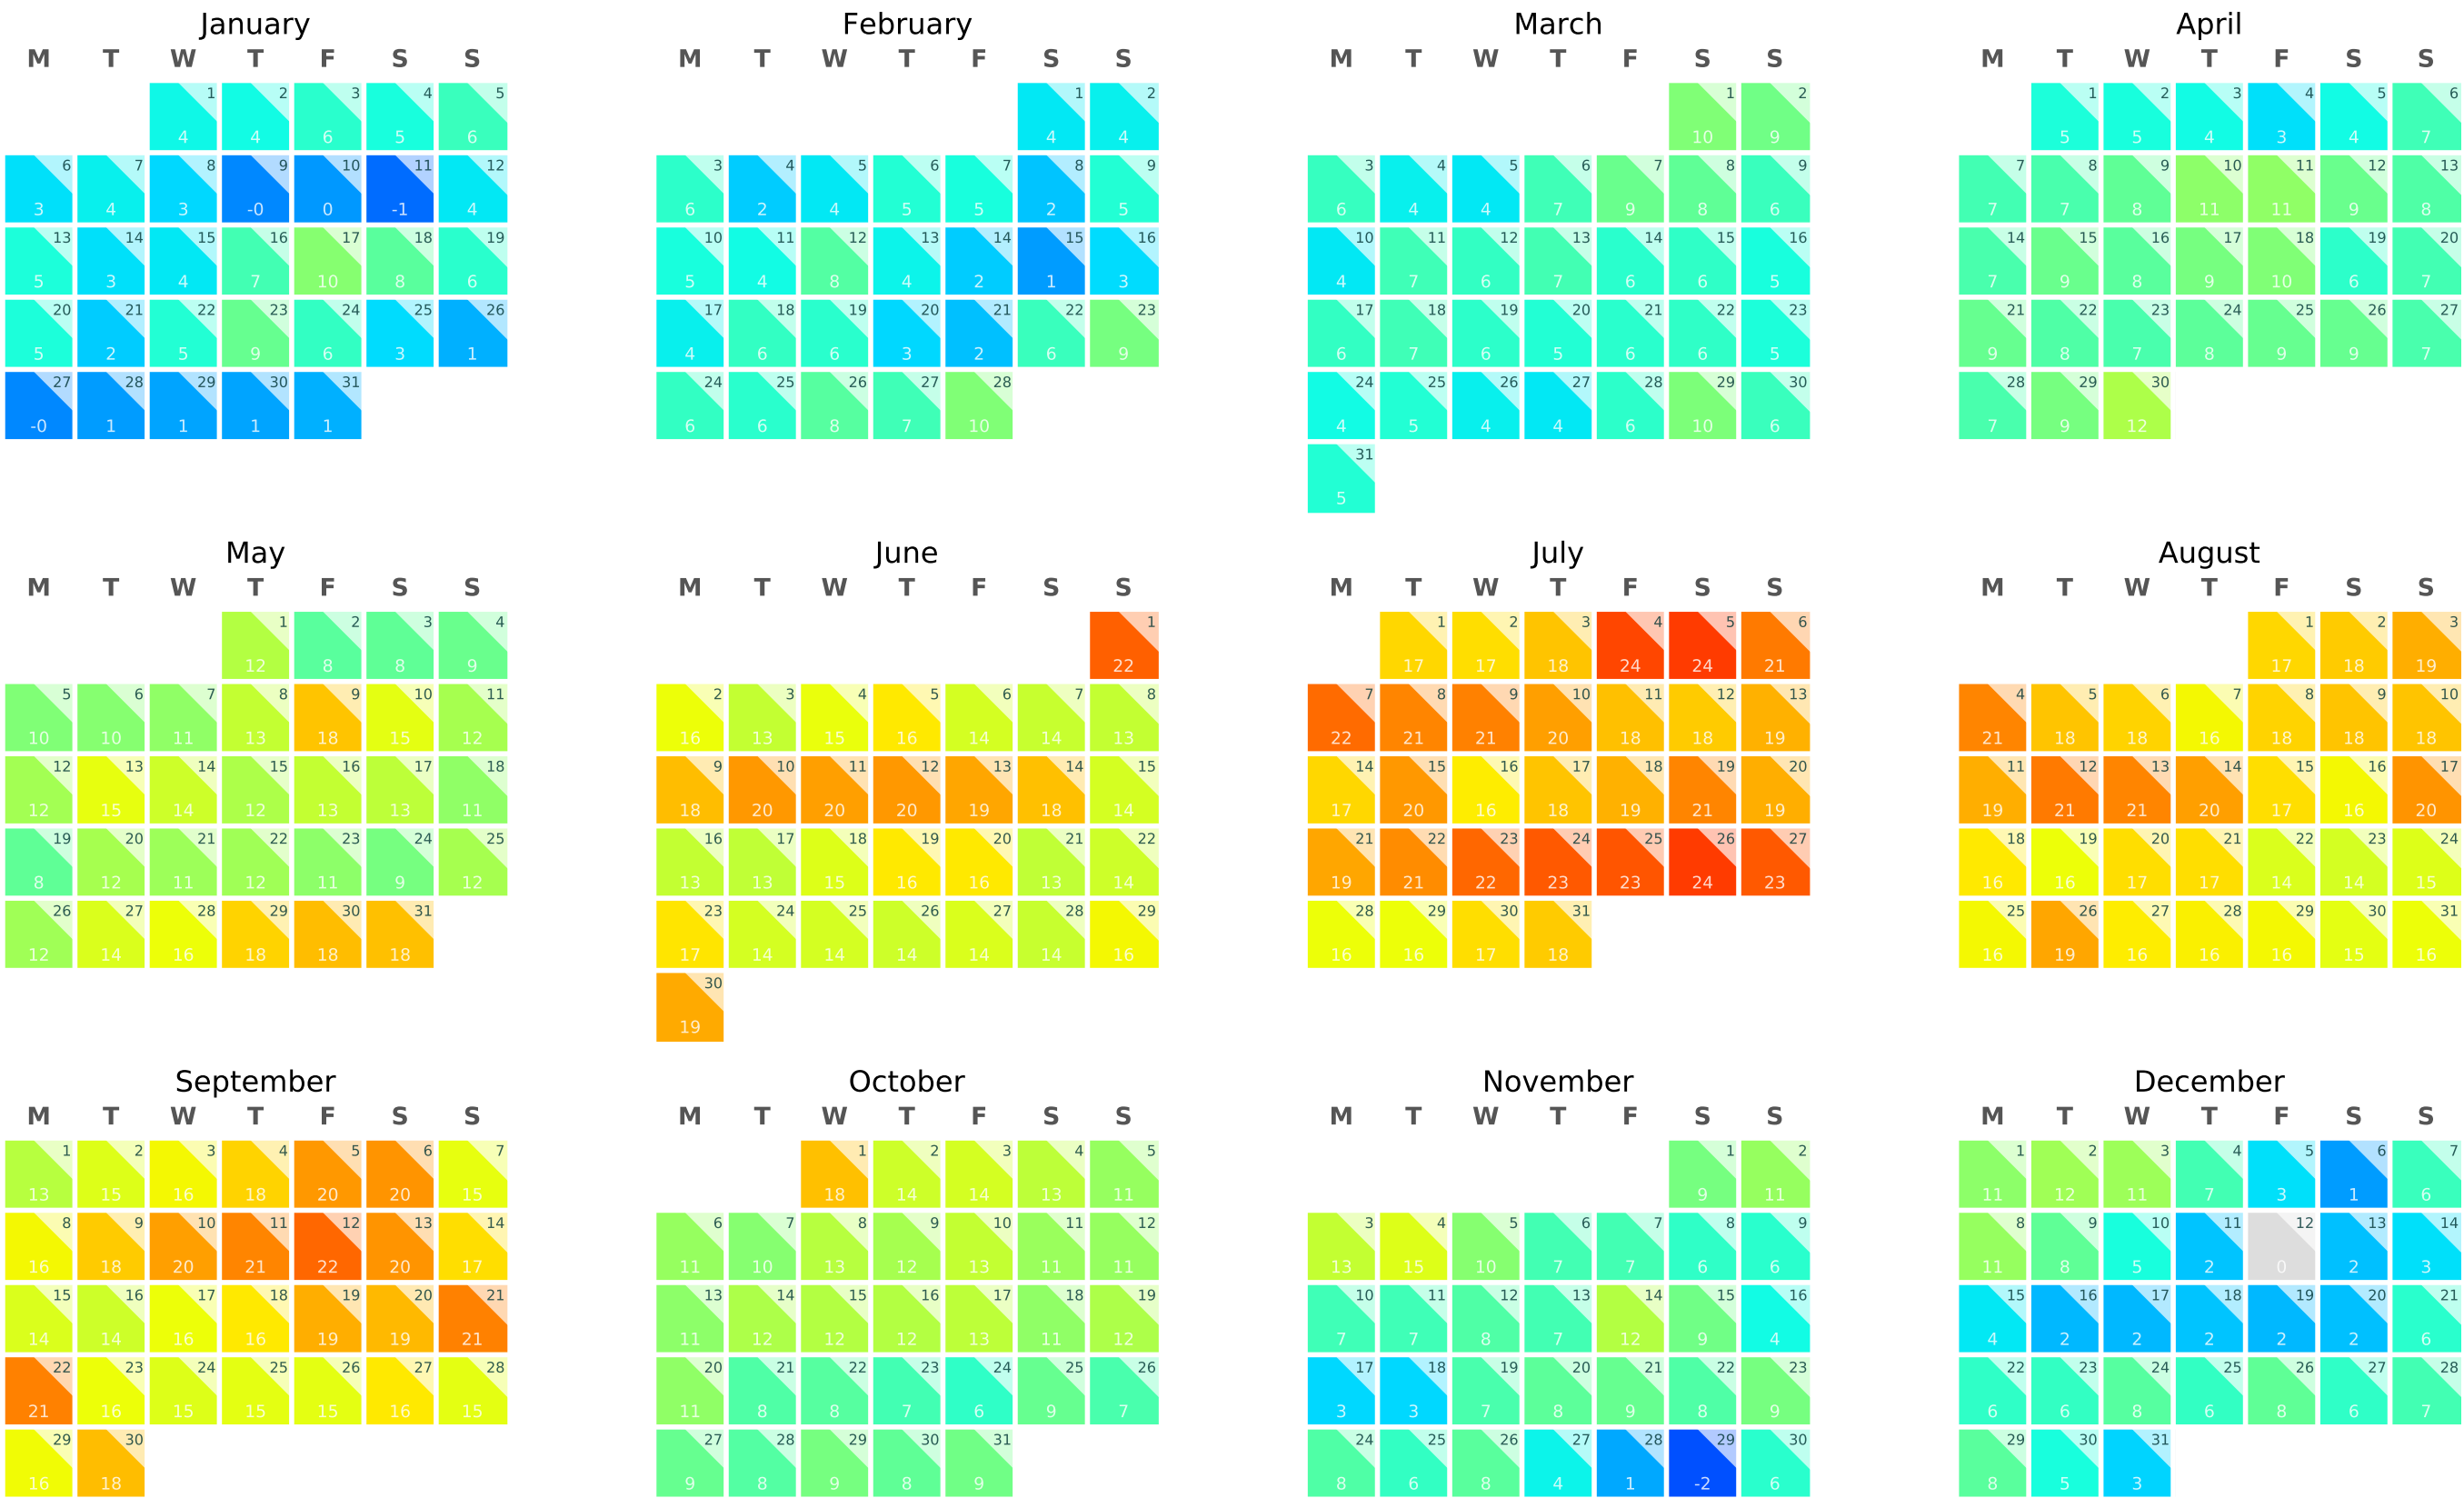 January February March April
M T W T F S S M T W T F S S M T W T F S S M T W T F S S
1 2 3 4 5 1 2 1 2 1 2 3 4 5 6
4 4 6 5 6 4 4 10 9 5 5 4 3 4 7
6 7 8 9 10 11 12 3 4 5 6 7 8 9 3 4 5 6 7 8 9 7 8 9 10 11 12 13
3 4 3 -0 0 -1 4 6 2 4 5 5 2 5 6 4 4 7 9 8 6 7 7 8 11 11 9 8
13 14 15 16 17 18 19 10 11 12 13 14 15 16 10 11 12 13 14 15 16 14 15 16 17 18 19 20
5 3 4 7 10 8 6 5 4 8 4 2 1 3 4 7 6 7 6 6 5 7 9 8 9 10 6 7
20 21 22 23 24 25 26 17 18 19 20 21 22 23 17 18 19 20 21 22 23 21 22 23 24 25 26 27
5 2 5 9 6 3 1 4 6 6 3 2 6 9 6 7 6 5 6 6 5 9 8 7 8 9 9 7
27 28 29 30 31 24 25 26 27 28 24 25 26 27 28 29 30 28 29 30
-0 1 1 1 1 6 6 8 7 10 4 5 4 4 6 10 6 7 9 12
31
5
May June July August
M T W T F S S M T W T F S S M T W T F S S M T W T F S S
1 2 3 4 1 1 2 3 4 5 6 1 2 3
12 8 8 9 22 17 17 18 24 24 21 17 18 19
5 6 7 8 9 10 11 2 3 4 5 6 7 8 7 8 9 10 11 12 13 4 5 6 7 8 9 10
10 10 11 13 18 15 12 16 13 15 16 14 14 13 22 21 21 20 18 18 19 21 18 18 16 18 18 18
12 13 14 15 16 17 18 9 10 11 12 13 14 15 14 15 16 17 18 19 20 11 12 13 14 15 16 17
12 15 14 12 13 13 11 18 20 20 20 19 18 14 17 20 16 18 19 21 19 19 21 21 20 17 16 20
19 20 21 22 23 24 25 16 17 18 19 20 21 22 21 22 23 24 25 26 27 18 19 20 21 22 23 24
8 12 11 12 11 9 12 13 13 15 16 16 13 14 19 21 22 23 23 24 23 16 16 17 17 14 14 15
26 27 28 29 30 31 23 24 25 26 27 28 29 28 29 30 31 25 26 27 28 29 30 31
12 14 16 18 18 18 17 14 14 14 14 14 16 16 16 17 18 16 19 16 16 16 15 16
30
19
September October November December
M T W T F S S M T W T F S S M T W T F S S M T W T F S S
1 2 3 4 5 6 7 1 2 3 4 5 1 2 1 2 3 4 5 6 7
13 15 16 18 20 20 15 18 14 14 13 11 9 11 11 12 11 7 3 1 6
8 9 10 11 12 13 14 6 7 8 9 10 11 12 3 4 5 6 7 8 9 8 9 10 11 12 13 14
16 18 20 21 22 20 17 11 10 13 12 13 11 11 13 15 10 7 7 6 6 11 8 5 2 0 2 3
15 16 17 18 19 20 21 13 14 15 16 17 18 19 10 11 12 13 14 15 16 15 16 17 18 19 20 21
14 14 16 16 19 19 21 11 12 12 12 13 11 12 7 7 8 7 12 9 4 4 2 2 2 2 2 6
22 23 24 25 26 27 28 20 21 22 23 24 25 26 17 18 19 20 21 22 23 22 23 24 25 26 27 28
21 16 15 15 15 16 15 11 8 8 7 6 9 7 3 3 7 8 9 8 9 6 6 8 6 8 6 7
29 30 27 28 29 30 31 24 25 26 27 28 29 30 29 30 31
16 18 9 8 9 8 9 8 6 8 4 1 -2 6 8 5 3